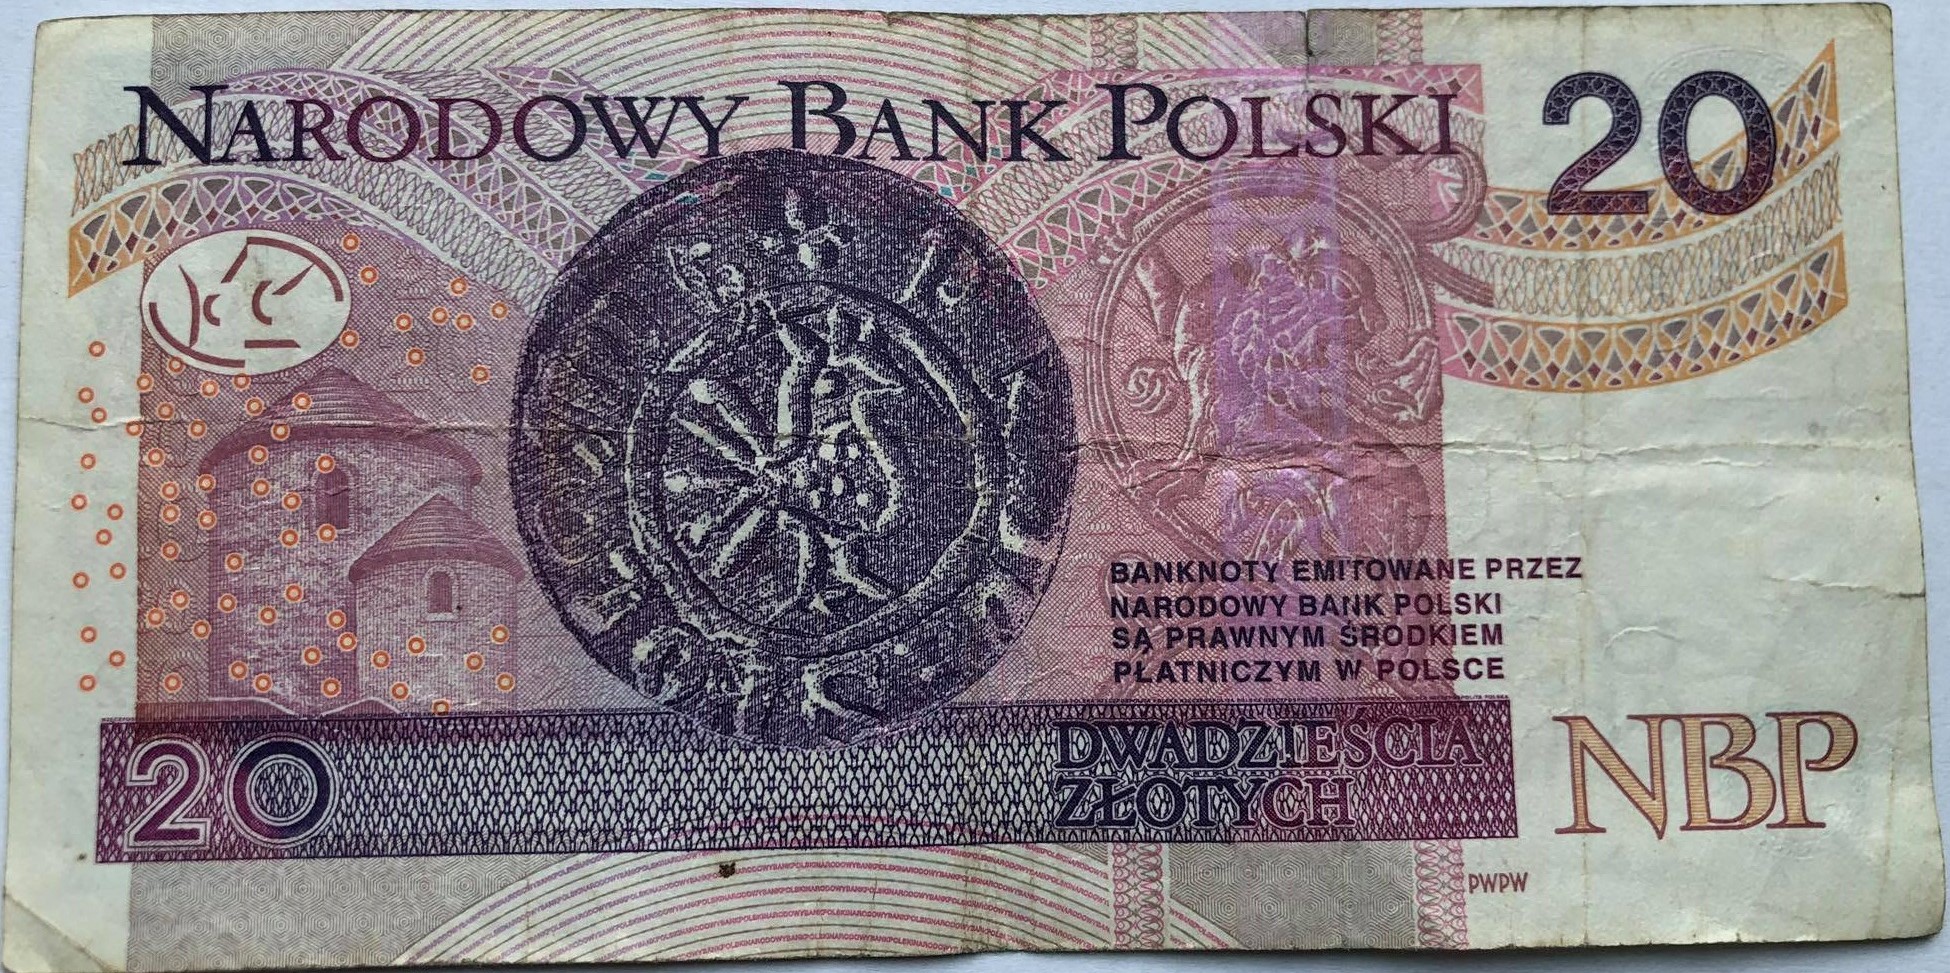 NARODOWY BANK POLSKI
20
BANKNOTY EMITOWANE PRZEZ
NARODOWY BANK POLSKI
SĄ PRAWNYM ŚRODKIEM
PŁATNICZYM W POLSCE
20
DWADZIEŚCIA
ZŁOTYCH
NBP
PWPW